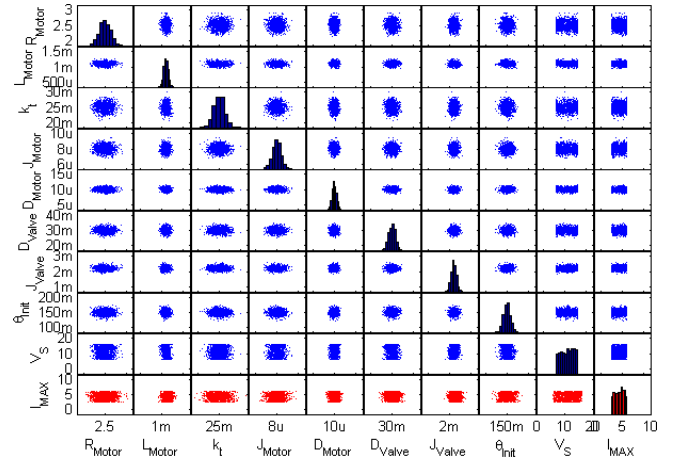 3
2.5
2
R_Motor
1.5m
1m
500u
L_Motor
30m
25m
20m
k_t
10u
8u
6u
J_Motor
15u
10u
5u
D_Motor
40m
30m
20m
D_Valve
3m
2m
1m
J_Valve
200m
150m
100m
θ_Init
20
10
0
V_S
10
5
0
I_MAX
2.5 1m 25m 8u 10u 30m 2m 150m 0 10 20 5 10
R_Motor L_Motor k_t J_Motor D_Motor D_Valve J_Valve θ_Init V_S I_MAX